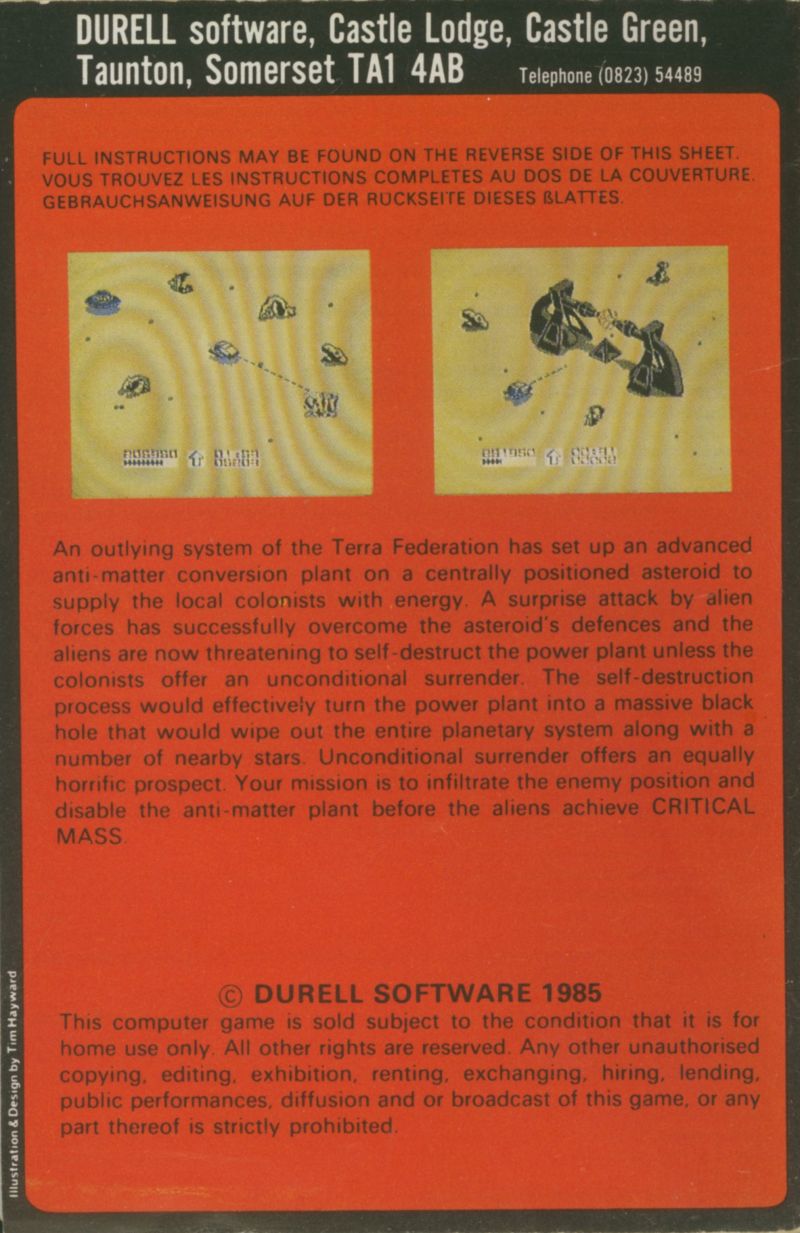 DURELL software, Castle Lodge, Castle Green,
Taunton, Somerset TA1 4AB Telephone (0823) 54489
FULL INSTRUCTIONS MAY BE FOUND ON THE REVERSE SIDE OF THIS SHEET.
VOUS TROUVEZ LES INSTRUCTIONS COMPLETES AU DOS DE LA COUVERTURE.
GEBRAUCHSANWEISUNG AUF DER RUCKSEITE DIESES ßLATTES.
An outlying system of the Terra Federation has set up an advanced
anti-matter conversion plant on a centrally positioned asteroid to
supply the local colonists with energy. A surprise attack by alien
forces has successfully overcome the asteroid's defences and the
aliens are now threatening to self-destruct the power plant unless the
colonists offer an unconditional surrender. The self-destruction
process would effectively turn the power plant into a massive black
hole that would wipe out the entire planetary system along with a
number of nearby stars. Unconditional surrender offers an equally
horrific prospect. Your mission is to infiltrate the enemy position and
disable the anti-matter plant before the aliens achieve CRITICAL
MASS.
© DURELL SOFTWARE 1985
This computer game is sold subject to the condition that it is for
home use only. All other rights are reserved. Any other unauthorised
copying, editing, exhibition, renting, exchanging, hiring, lending,
public performances, diffusion and or broadcast of this game, or any
part thereof is strictly prohibited.
Illustration & Design by Tim Hayward